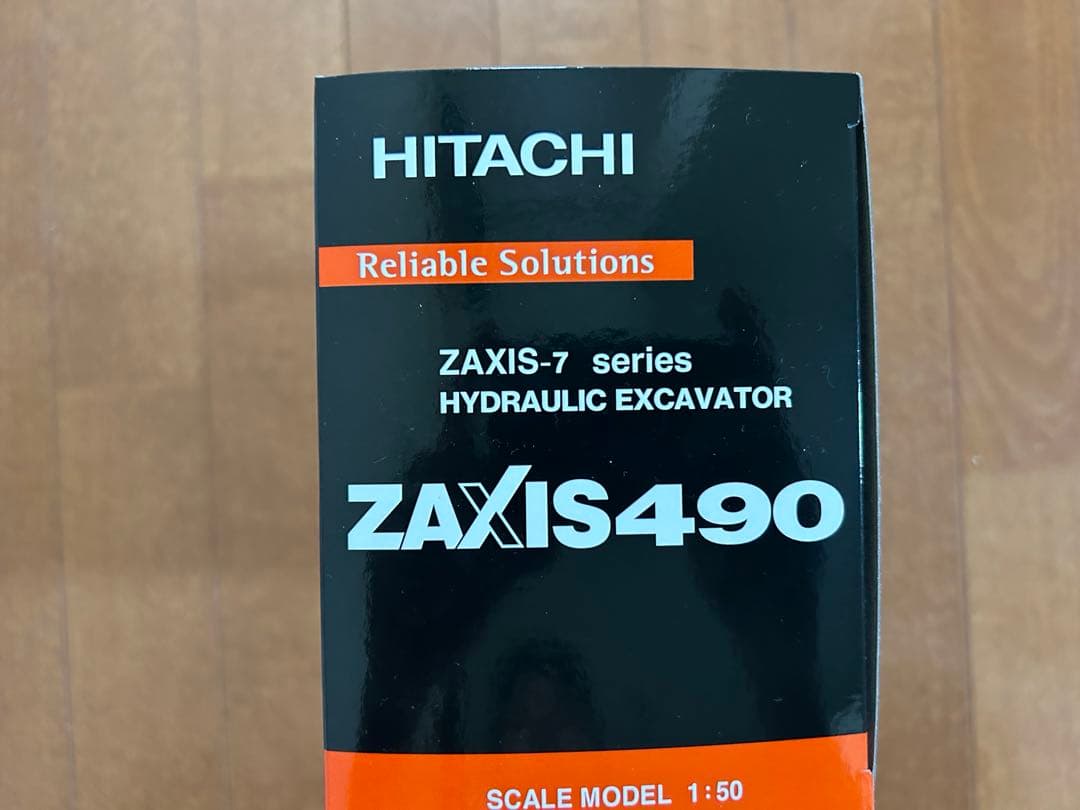 HITACHI
Reliable Solutions
ZAXIS-7 series
HYDRAULIC EXCAVATOR
ZAXIS490
SCALE MODEL 1:50